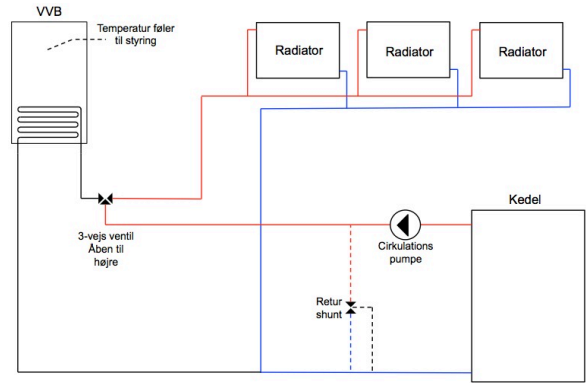 VVB
Temperatur føler
til styring
Radiator
Radiator
Radiator
3-vejs ventil
Åben til
højre
Cirkulations
pumpe
Kedel
Retur
shunt